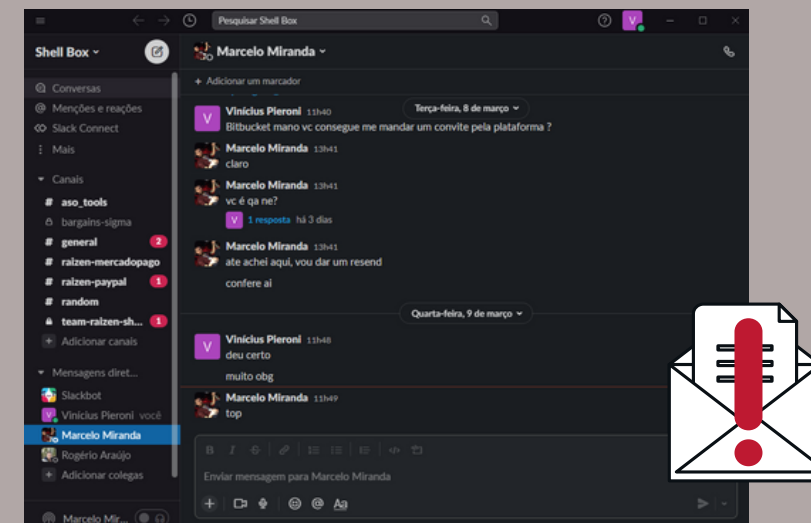 Pesquisar Shell Box
V
Shell Box
Marcelo Miranda
+ Adicionar um marcador
Conversas
Menções e reações
Slack Connect
Mais
Canais
# aso_tools
bargains-sigma
# general 2
# raizen-mercadopago
# raizen-paypal 1
# random
team-raizen-sh... 1
+ Adicionar canais
Mensagens diret...
Slackbot
V Vinícius Pieroni você
Marcelo Miranda
Rogério Araújo
+ Adicionar colegas
Marcelo Mir...
Terça-feira, 8 de março
V
Vinícius Pieroni 11h40
Bitbucket mano vc consegue me mandar um convite pela plataforma ?
Marcelo Miranda 13h41
claro
Marcelo Miranda 13h41
vc é qa ne?
V 1 resposta há 3 dias
Marcelo Miranda 13h41
ate achei aqui, vou dar um resend
confere ai
Quarta-feira, 9 de março
V
Vinícius Pieroni 11h48
deu certo
muito obg
Marcelo Miranda 11h49
top
B I S
Enviar mensagem para Marcelo Miranda
+ @ Aa